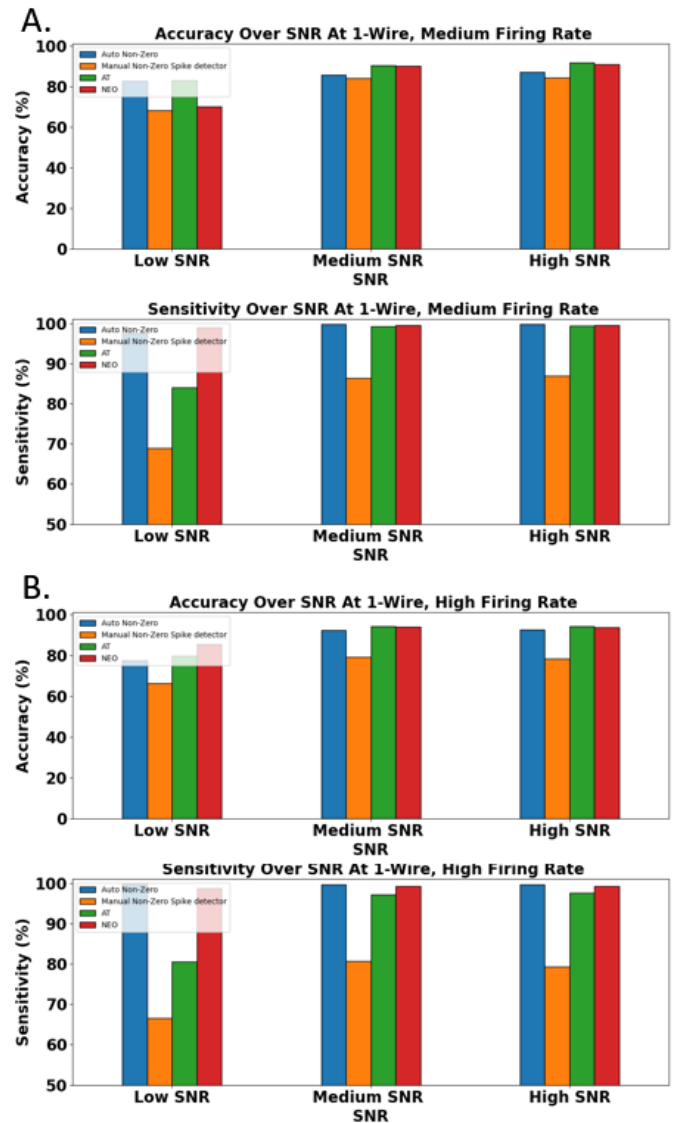 A.
Accuracy Over SNR At 1-Wire, Medium Firing Rate
Auto Non-Zero
Manual Non-Zero Spike detector
AT
NEO
Accuracy (%)
100
80
60
40
20
0
Low SNR Medium SNR High SNR
SNR
Sensitivity Over SNR At 1-Wire, Medium Firing Rate
Auto Non-Zero
Manual Non-Zero Spike detector
AT
NEO
Sensitivity (%)
100
90
80
70
60
50
Low SNR Medium SNR High SNR
SNR
B.
Accuracy Over SNR At 1-Wire, High Firing Rate
Auto Non-Zero
Manual Non-Zero Spike detector
AT
NEO
Accuracy (%)
100
80
60
40
20
0
Low SNR Medium SNR High SNR
SNR
Sensitivity Over SNR At 1-Wire, High Firing Rate
Auto Non-Zero
Manual Non-Zero Spike detector
AT
NEO
Sensitivity (%)
100
90
80
70
60
50
Low SNR Medium SNR High SNR
SNR